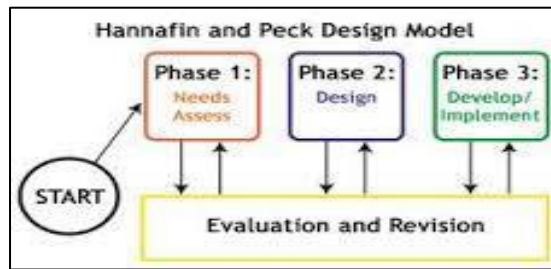 Hannafin and Peck Design Model
Phase 1:
Needs
Assess
Phase 2:
Design
Phase 3:
Develop/
Implement
START
Evaluation and Revision